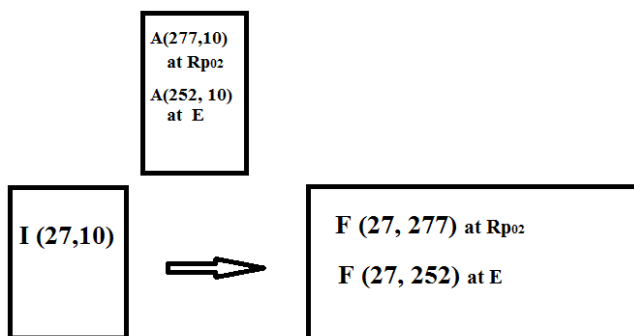 A(277,10)
at Rp02
A(252, 10)
at E
I (27,10)
F (27, 277) at Rp02
F (27, 252) at E